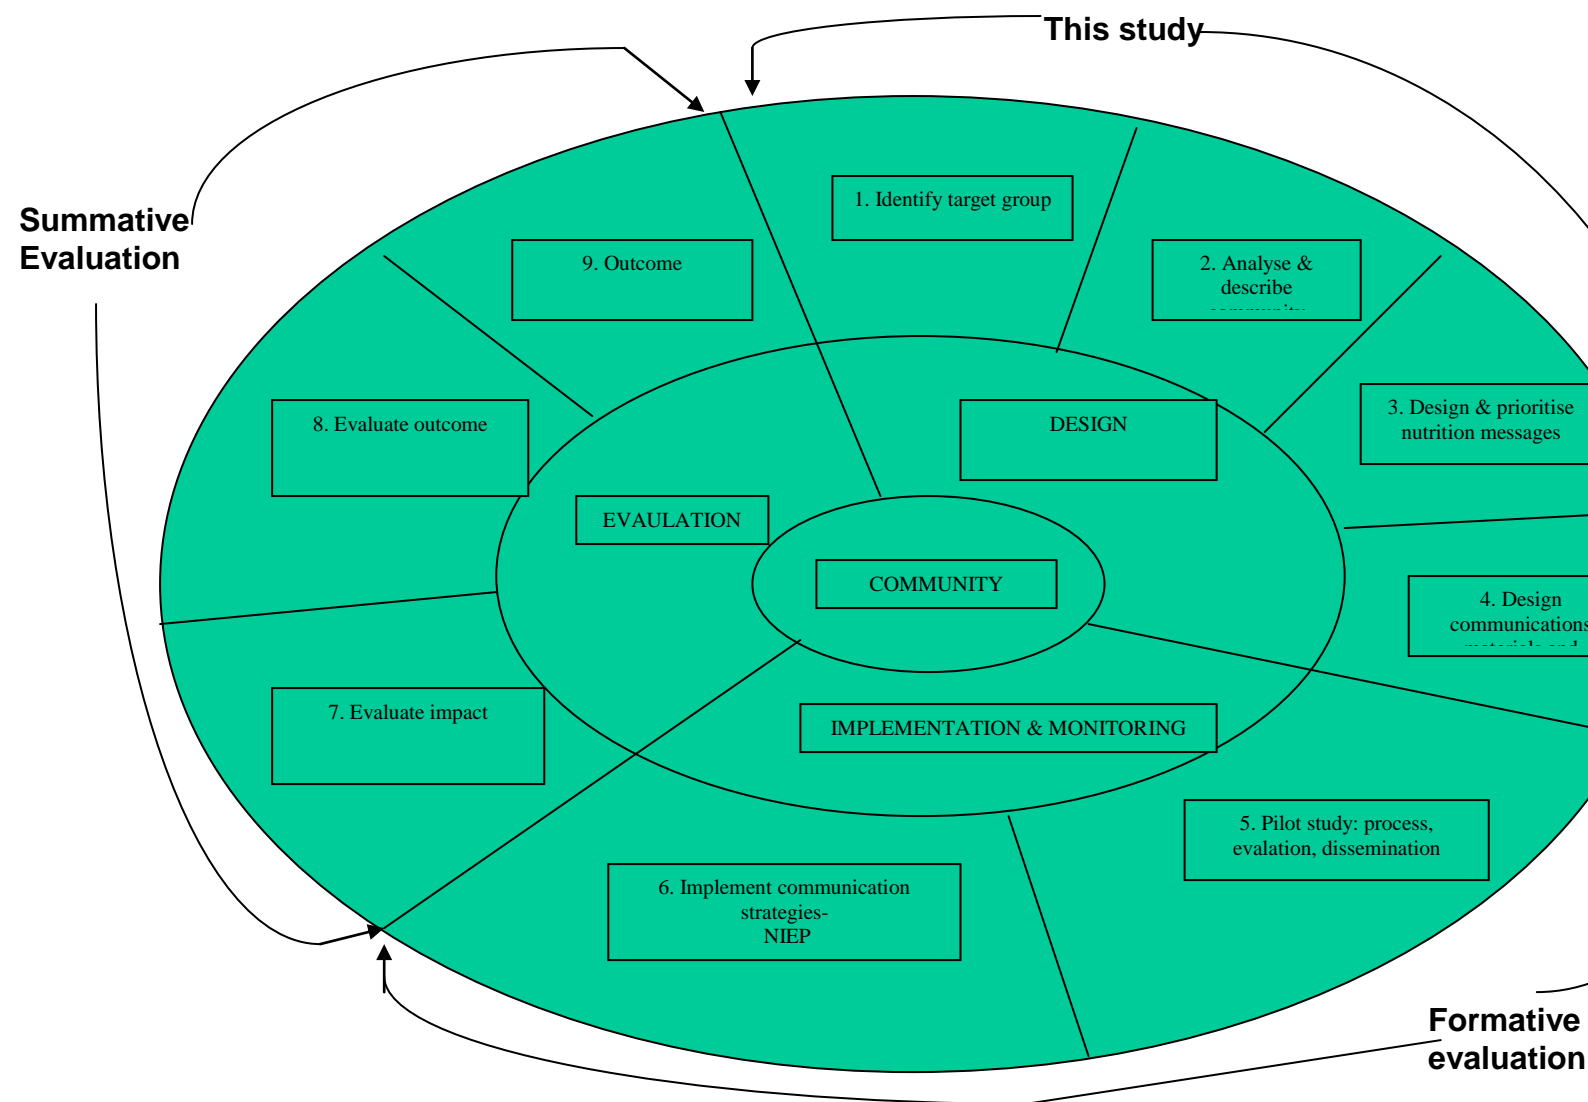 This study
Summative
Evaluation
1. Identify target group
9. Outcome
2. Analyse &
describe
8. Evaluate outcome
DESIGN
3. Design & prioritise
nutrition messages
EVAULATION
COMMUNITY
4. Design
communications
7. Evaluate impact
IMPLEMENTATION & MONITORING
5. Pilot study: process,
evalation, dissemination
6. Implement communication
strategies-
NIEP
Formative
evaluation